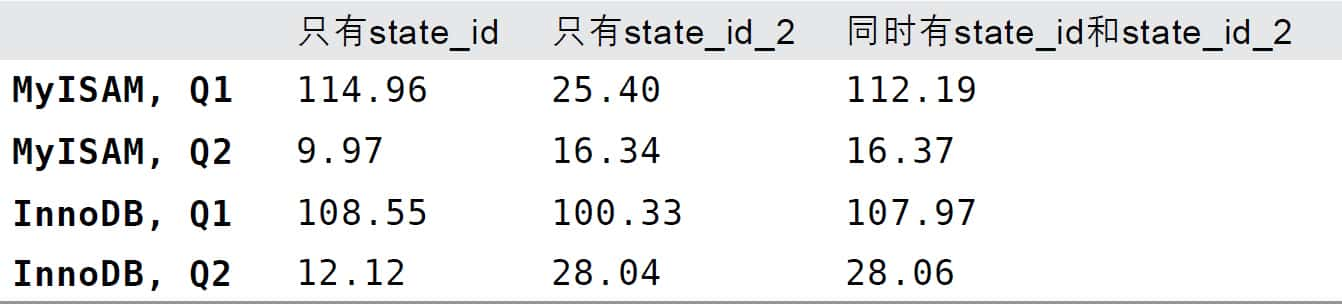 只有state_id 只有state_id_2 同时有state_id和state_id_2
MyISAM, Q1 114.96 25.40 112.19
MyISAM, Q2 9.97 16.34 16.37
InnoDB, Q1 108.55 100.33 107.97
InnoDB, Q2 12.12 28.04 28.06